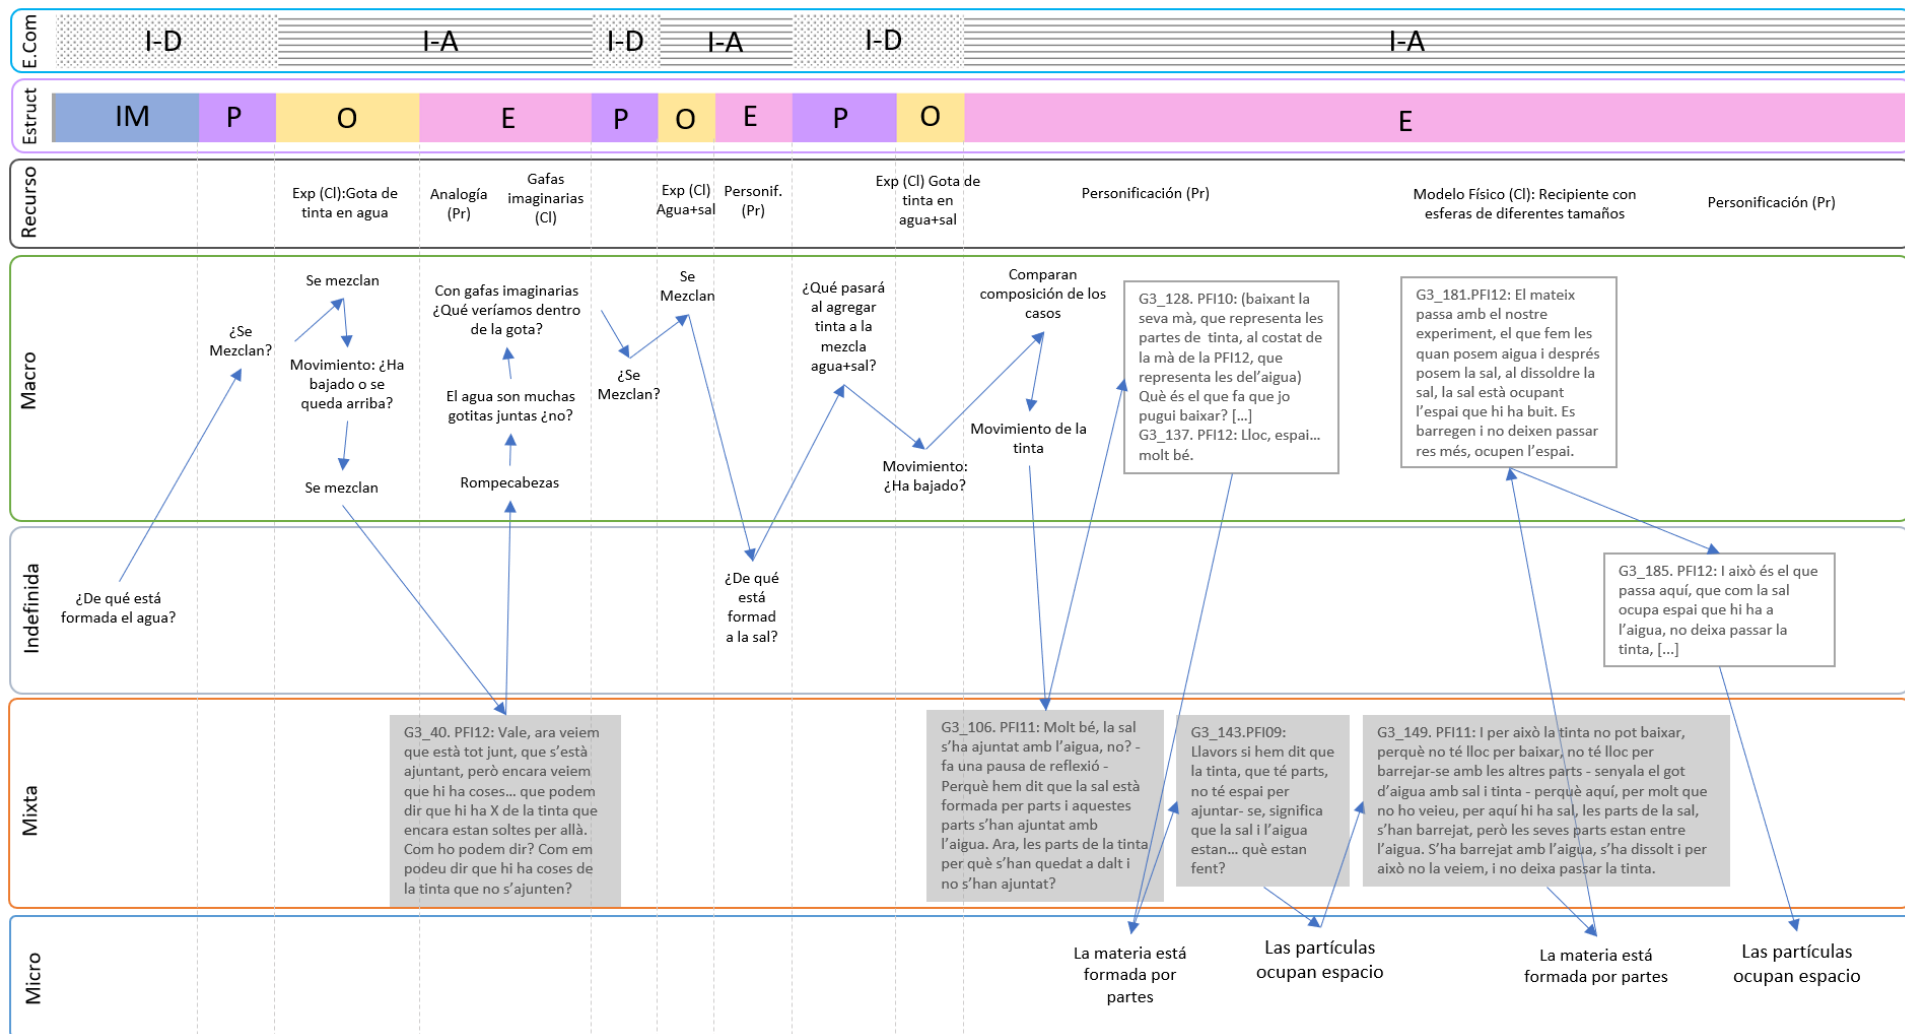 E.Com
I-D
I-A
I-D
I-A
I-D
I-A
Estruct
IM
P
O
E
P
O
E
P
O
E
Recurso
Exp (Cl):Gota de
tinta en agua
Analogía
(Pr)
Gafas
imaginarias
(Cl)
Exp (Cl)
Agua+sal
Personif.
(Pr)
Exp (Cl) Gota de
tinta en
agua+sal
Personificación (Pr)
Modelo Físico (Cl): Recipiente con
esferas de diferentes tamaños
Personificación (Pr)
Macro
¿Se
Mezclan?
Se mezclan
Movimiento: ¿Ha
bajado o se
queda arriba?
Se mezclan
Con gafas imaginarias
¿Qué veríamos dentro
de la gota?
El agua son muchas
gotitas juntas ¿no?
Rompecabezas
¿Se
Mezclan?
Se
Mezclan
¿Qué pasará
al agregar
tinta a la
mezcla
agua+sal?
Movimiento:
¿Ha bajado?
Comparan
composición de los
casos
Movimiento de la
tinta
G3_128. PFI10: (baixant la
seva mà, que representa les
partes de  tinta, al costat de
la mà de la PFI12, que
representa les del'aigua)
Què és el que fa que jo
pugui baixar? [...]
G3_137. PFI12: Lloc, espai...
molt bé.
G3_181.PFI12: El mateix
passa amb el nostre
experiment, el que fem les
quan posem aigua i després
posem la sal, al dissoldre la
sal, la sal està ocupant
l'espai que hi ha buit. Es
barregen i no deixen passar
res més, ocupen l'espai.
Indefinida
¿De qué está
formada el agua?
¿De qué
está
formad
a la sal?
G3_185. PFI12: I això és el que
passa aquí, que com la sal
ocupa espai que hi ha a
l'aigua, no deixa passar la
tinta, [...]
Mixta
G3_40. PFI12: Vale, ara veiem
que està tot junt, que s'està
ajuntant, però encara veiem
que hi ha coses... que podem
dir que hi ha X de la tinta que
encara estan soltes per allà.
Com ho podem dir? Com em
podeu dir que hi ha coses de
la tinta que no s'ajunten?
G3_106. PFI11: Molt bé, la sal
s'ha ajuntat amb l'aigua, no? -
fa una pausa de reflexió -
Perquè hem dit que la sal està
formada per parts i aquestes
parts s'han ajuntat amb
l'aigua. Ara, les parts de la tinta
per què s'han quedat a dalt i
no s'han ajuntat?
G3_143.PFI09:
Llavors si hem dit que
la tinta, que té parts,
no té espai per
ajuntar- se, significa
que la sal i l'aigua
estan... què estan
fent?
G3_149. PFI11: I per això la tinta no pot baixar,
perquè no té lloc per baixar, no té lloc per
barrejar-se amb les altres parts - senyala el got
d'aigua amb sal i tinta - perquè aquí, per molt que
no ho veieu, per aquí hi ha sal, les parts de la sal,
s'han barrejat, però les seves parts estan entre
l'aigua. S'ha barrejat amb l'aigua, s'ha dissolt i per
això no la veiem, i no deixa passar la tinta.
Micro
La materia está
formada por
partes
Las partículas
ocupan espacio
La materia está
formada por partes
Las partículas
ocupan espacio